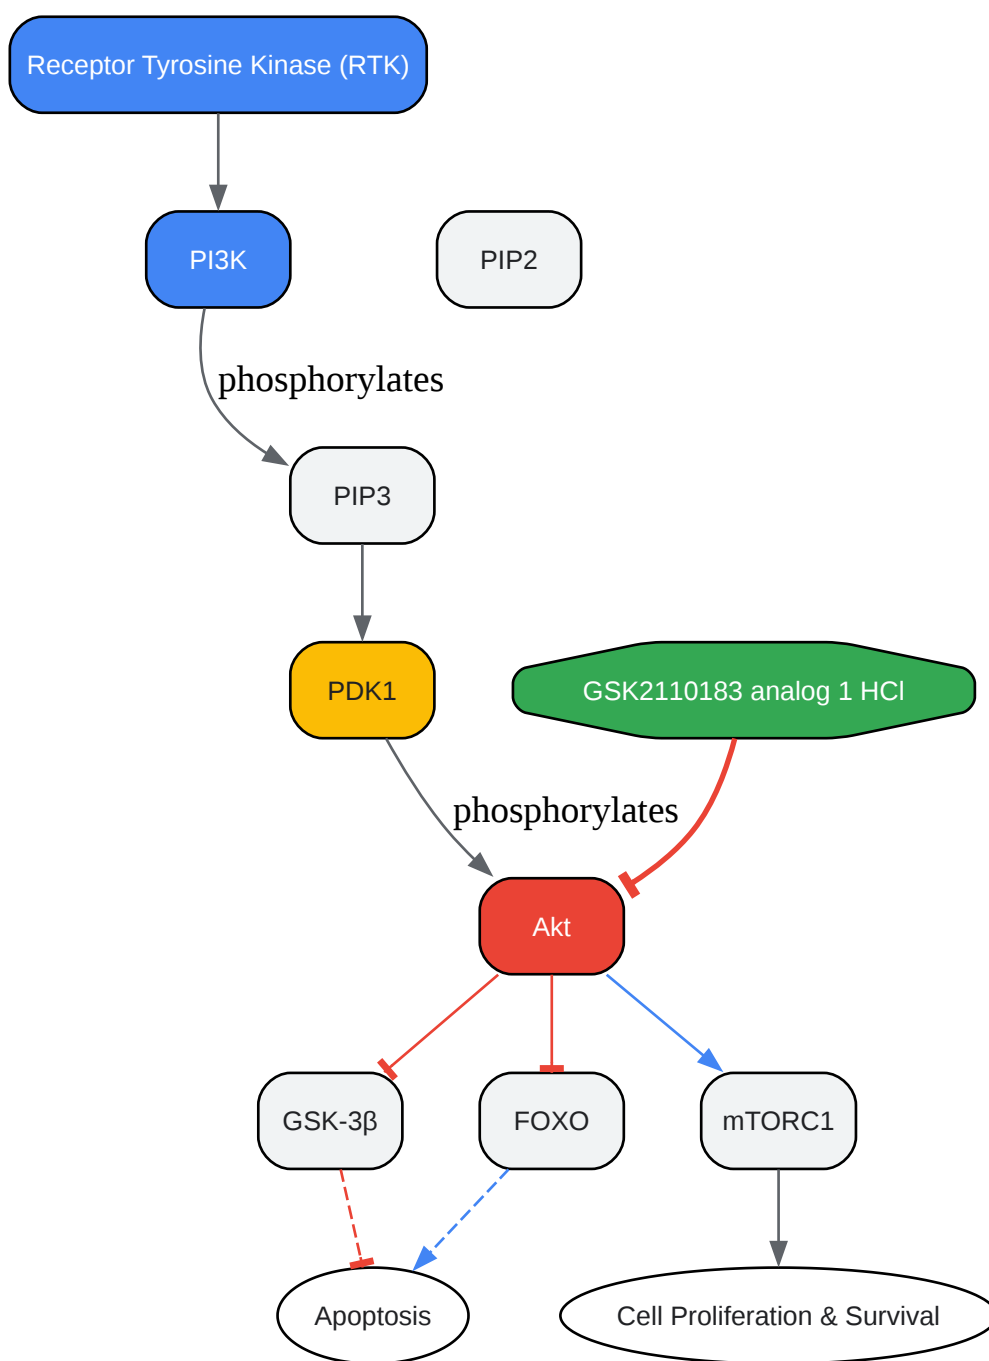 Receptor Tyrosine Kinase (RTK)
PI3K
PIP2
phosphorylates
PIP3
PDK1
GSK2110183 analog 1 HCl
phosphorylates
Akt
GSK-3β
FOXO
mTORC1
Apoptosis
Cell Proliferation & Survival